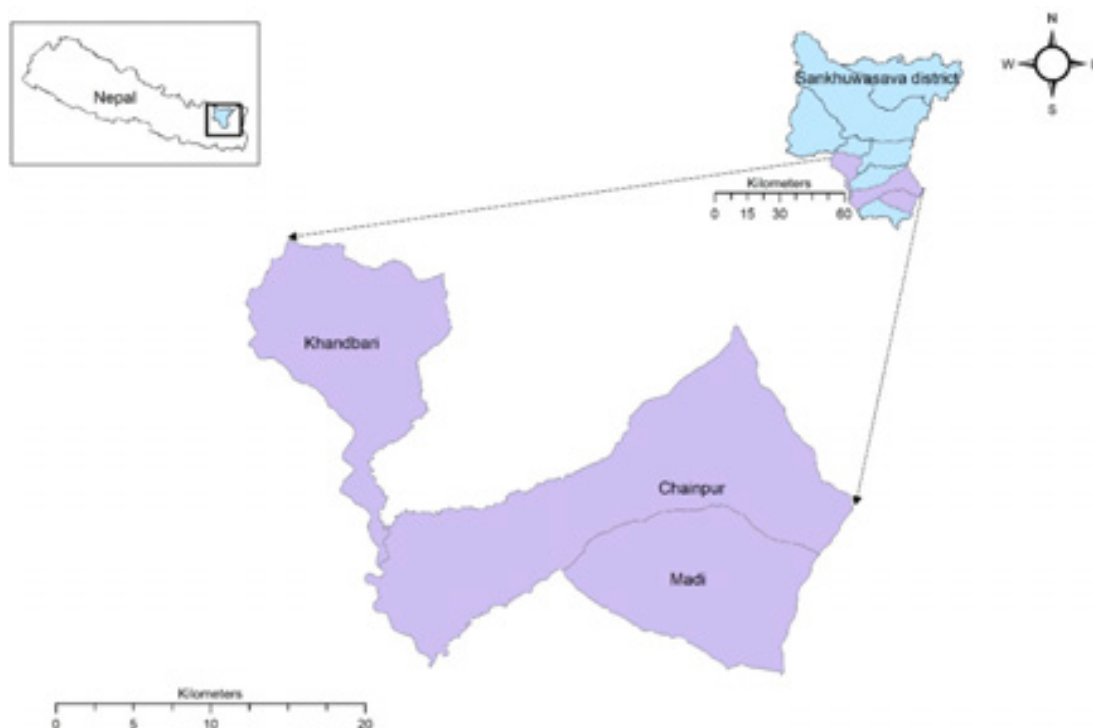 N
Nepal
Sankhuwasava district
W
E
S
Kilometers
0 15 30 60
Khandbari
Chainpur
Madi
Kilometers
0 5 10 20